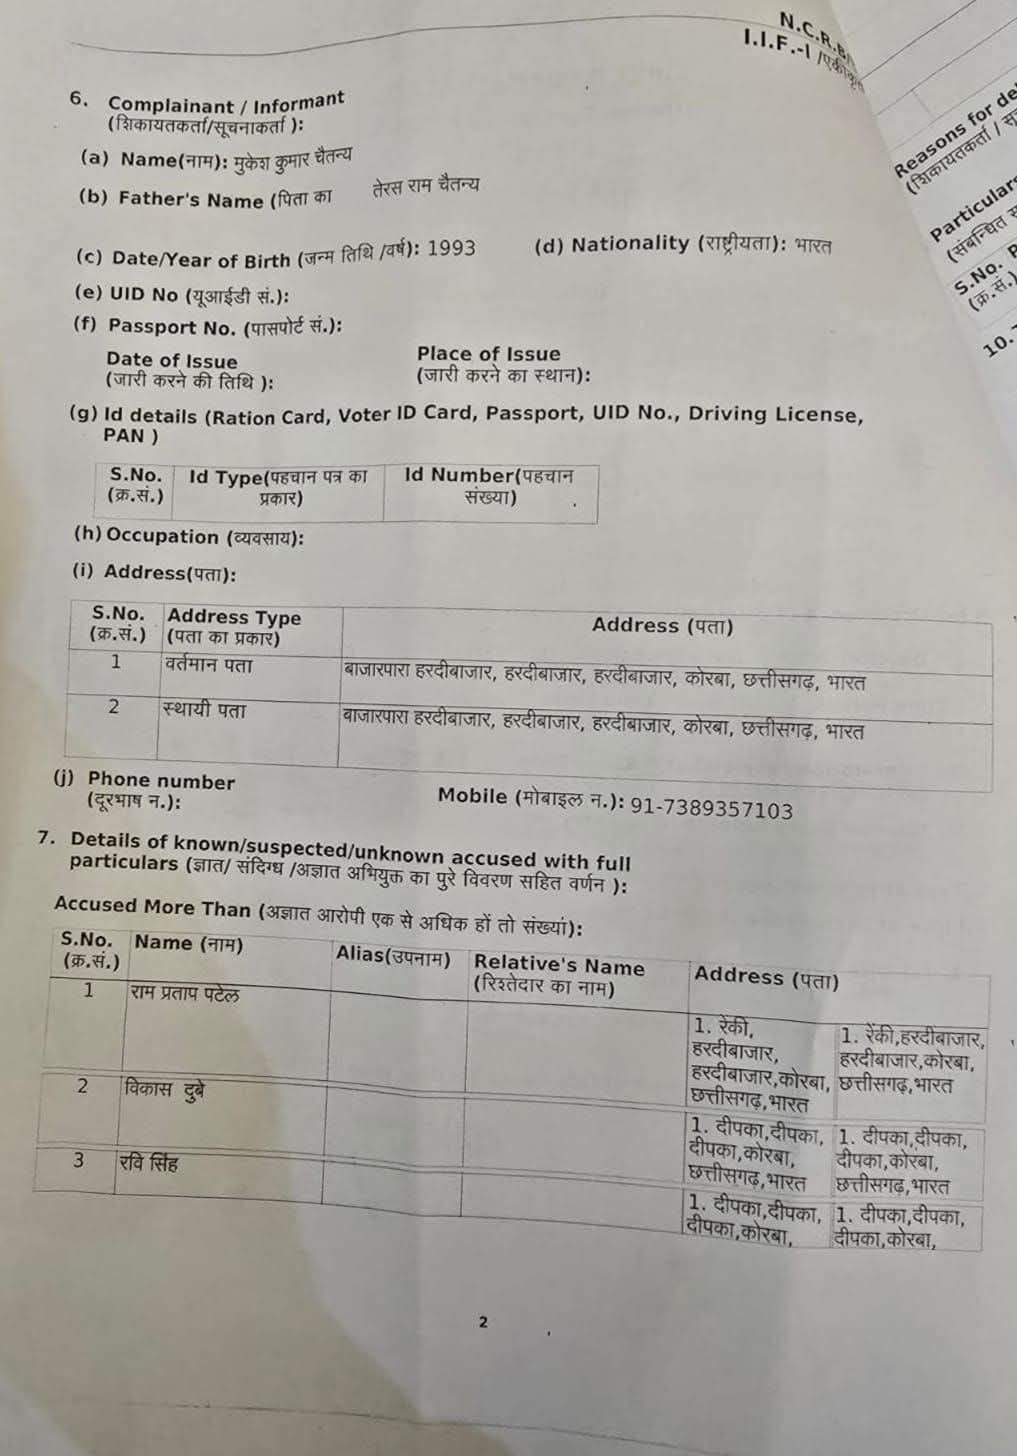 N.C.R.B
I.I.F.-I /एकीकृत
6. Complainant / Informant
(शिकायतकर्ता/सूचनाकर्ता ):
(a) Name(नाम): मुकेश कुमार चैतन्य
(b) Father's Name (पिता का तेरस राम चैतन्य
(c) Date/Year of Birth (जन्म तिथि /वर्ष): 1993 (d) Nationality (राष्ट्रीयता): भारत
(e) UID No (यूआईडी सं.):
(f) Passport No. (पासपोर्ट सं.):
Date of Issue Place of Issue
(जारी करने की तिथि ): (जारी करने का स्थान):
(g) Id details (Ration Card, Voter ID Card, Passport, UID No., Driving License,
PAN )
S.No. Id Type(पहचान पत्र का Id Number(पहचान
(क्र.सं.) प्रकार) संख्या)
(h) Occupation (व्यवसाय):
(i) Address(पता):
S.No. Address Type Address (पता)
(क्र.सं.) (पता का प्रकार)
1 वर्तमान पता बाजारपारा हरदीबाजार, हरदीबाजार, हरदीबाजार, कोरबा, छत्तीसगढ़, भारत
2 स्थायी पता बाजारपारा हरदीबाजार, हरदीबाजार, हरदीबाजार, कोरबा, छत्तीसगढ़, भारत
(j) Phone number
(दूरभाष न.): Mobile (मोबाइल न.): 91-7389357103
7. Details of known/suspected/unknown accused with full
particulars (ज्ञात/ संदिग्ध /अज्ञात अभियुक्त का पुरे विवरण सहित वर्णन ):
Accused More Than (अज्ञात आरोपी एक से अधिक हों तो संख्या):
S.No. Name (नाम) Alias(उपनाम) Relative's Name Address (पता)
(क्र.सं.) (रिश्तेदार का नाम)
1 राम प्रताप पटेल
1. रेंकी, 1. रेंकी,हरदीबाजार,
हरदीबाजार, हरदीबाजार,कोरबा,
हरदीबाजार,कोरबा, छत्तीसगढ़,भारत
छत्तीसगढ़,भारत
2 विकास दुबे
1. दीपका,दीपका, 1. दीपका,दीपका,
दीपका,कोरबा, दीपका,कोरबा,
छत्तीसगढ़,भारत छत्तीसगढ़,भारत
3 रवि सिंह
1. दीपका,दीपका, 1. दीपका,दीपका,
दीपका,कोरबा, दीपका,कोरबा,
2
Reasons for de
(शिकायतकर्ता /
Particulars
(संबन्धित
S.No.
(क्र.सं.)
10.